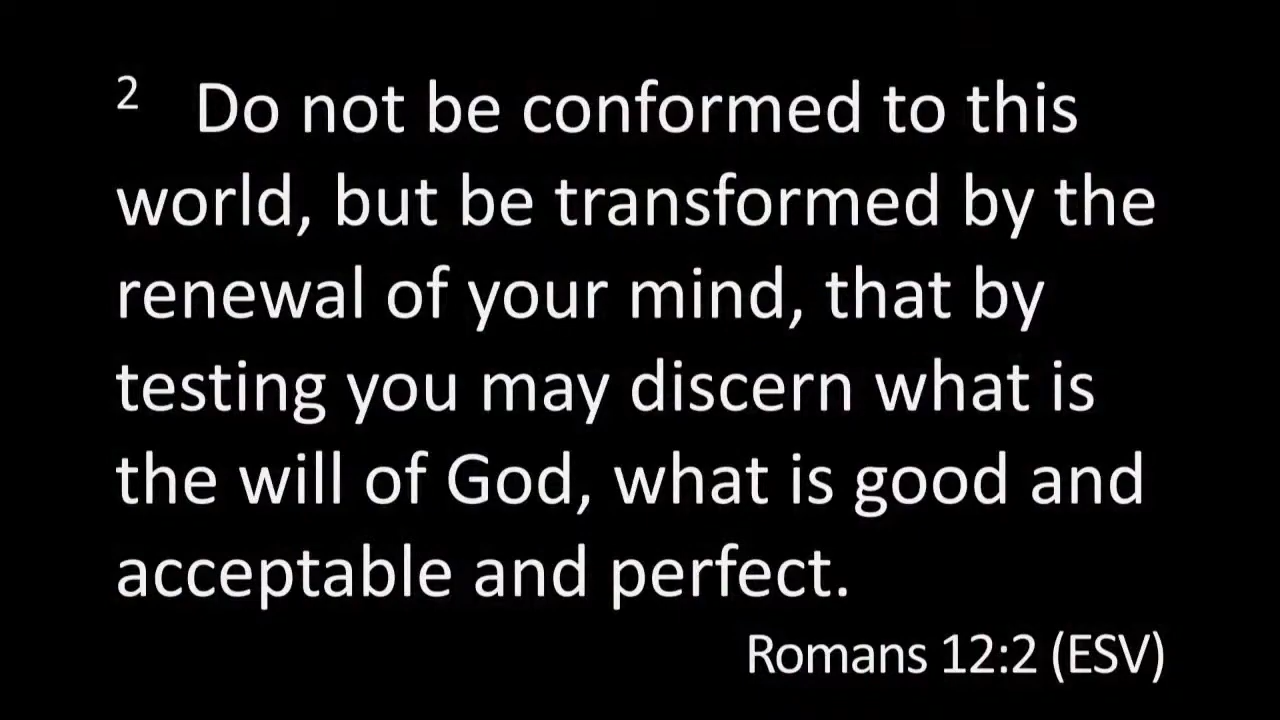 2 Do not be conformed to this
world, but be transformed by the
renewal of your mind, that by
testing you may discern what is
the will of God, what is good and
acceptable and perfect.
Romans 12:2 (ESV)